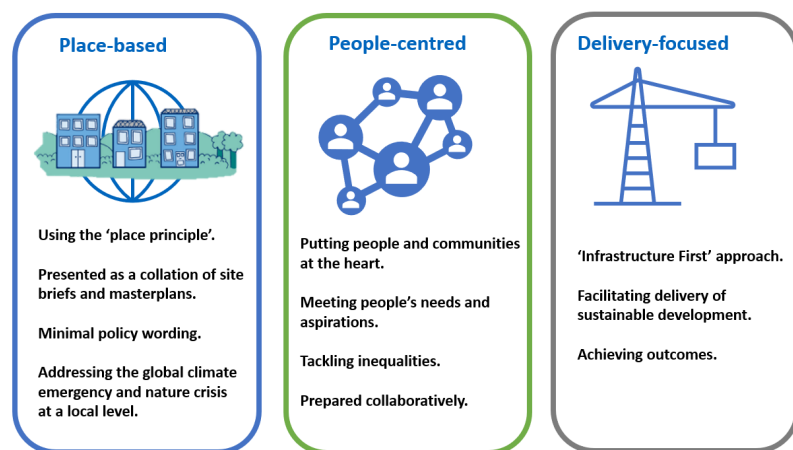 Place-based
Using the ‘place principle’.
Presented as a collation of site
briefs and masterplans.
Minimal policy wording.
Addressing the global climate
emergency and nature crisis
at a local level.
People-centred
Putting people and communities
at the heart.
Meeting people’s needs and
aspirations.
Tackling inequalities.
Prepared collaboratively.
Delivery-focused
‘Infrastructure First’ approach.
Facilitating delivery of
sustainable development.
Achieving outcomes.